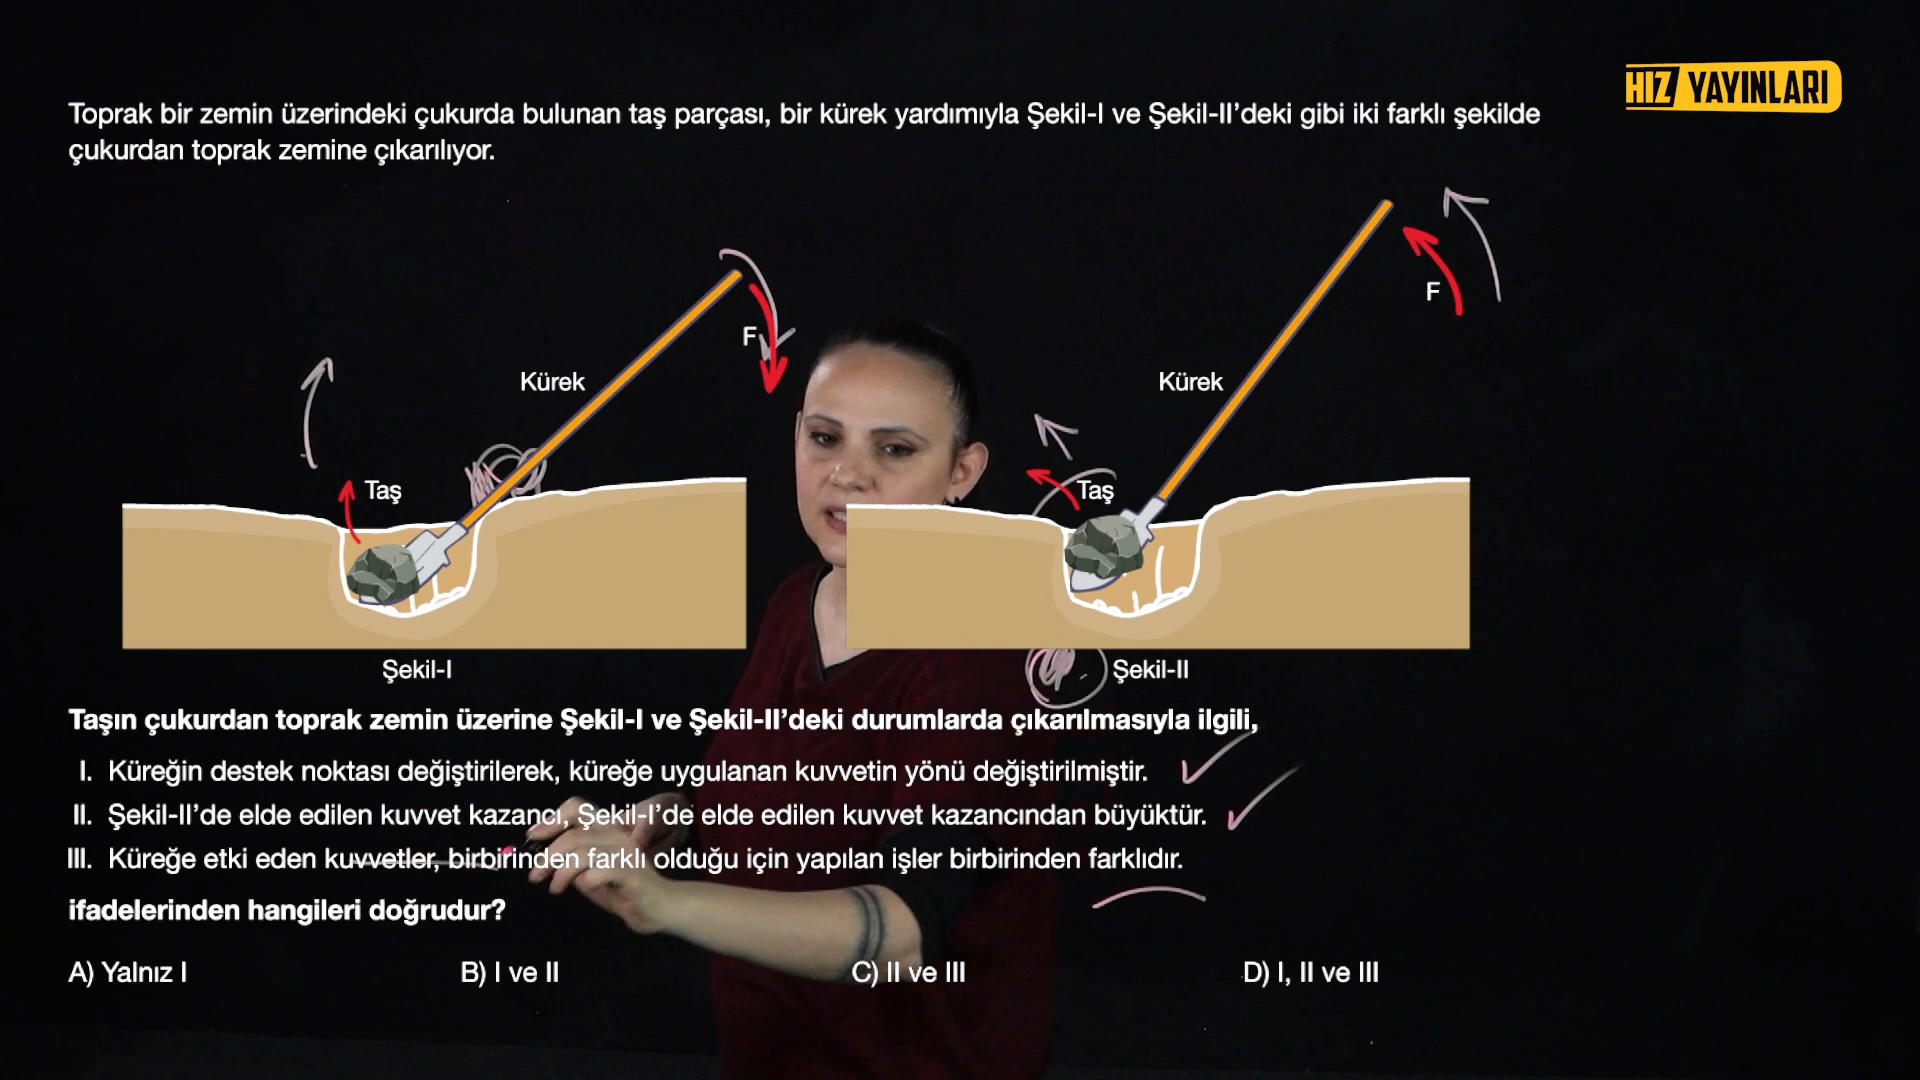 HIZ YAYINLARI
Toprak bir zemin üzerindeki çukurda bulunan taş parçası, bir kürek yardımıyla Şekil-I ve Şekil-II'deki gibi iki farklı şekilde
çukurdan toprak zemine çıkarılıyor.
F
F
Kürek
Kürek
Taş
Taş
Şekil-I
Şekil-II
Taşın çukurdan toprak zemin üzerine Şekil-I ve Şekil-II'deki durumlarda çıkarılmasıyla ilgili,
I. Küreğin destek noktası değiştirilerek, küreğe uygulanan kuvvetin yönü değiştirilmiştir.
II. Şekil-II'de elde edilen kuvvet kazancı, Şekil-I'de elde edilen kuvvet kazancından büyüktür.
III. Küreğe etki eden kuvvetler, birbirinden farklı olduğu için yapılan işler birbirinden farklıdır.
ifadelerinden hangileri doğrudur?
A) Yalnız I
B) I ve II
C) II ve III
D) I, II ve III